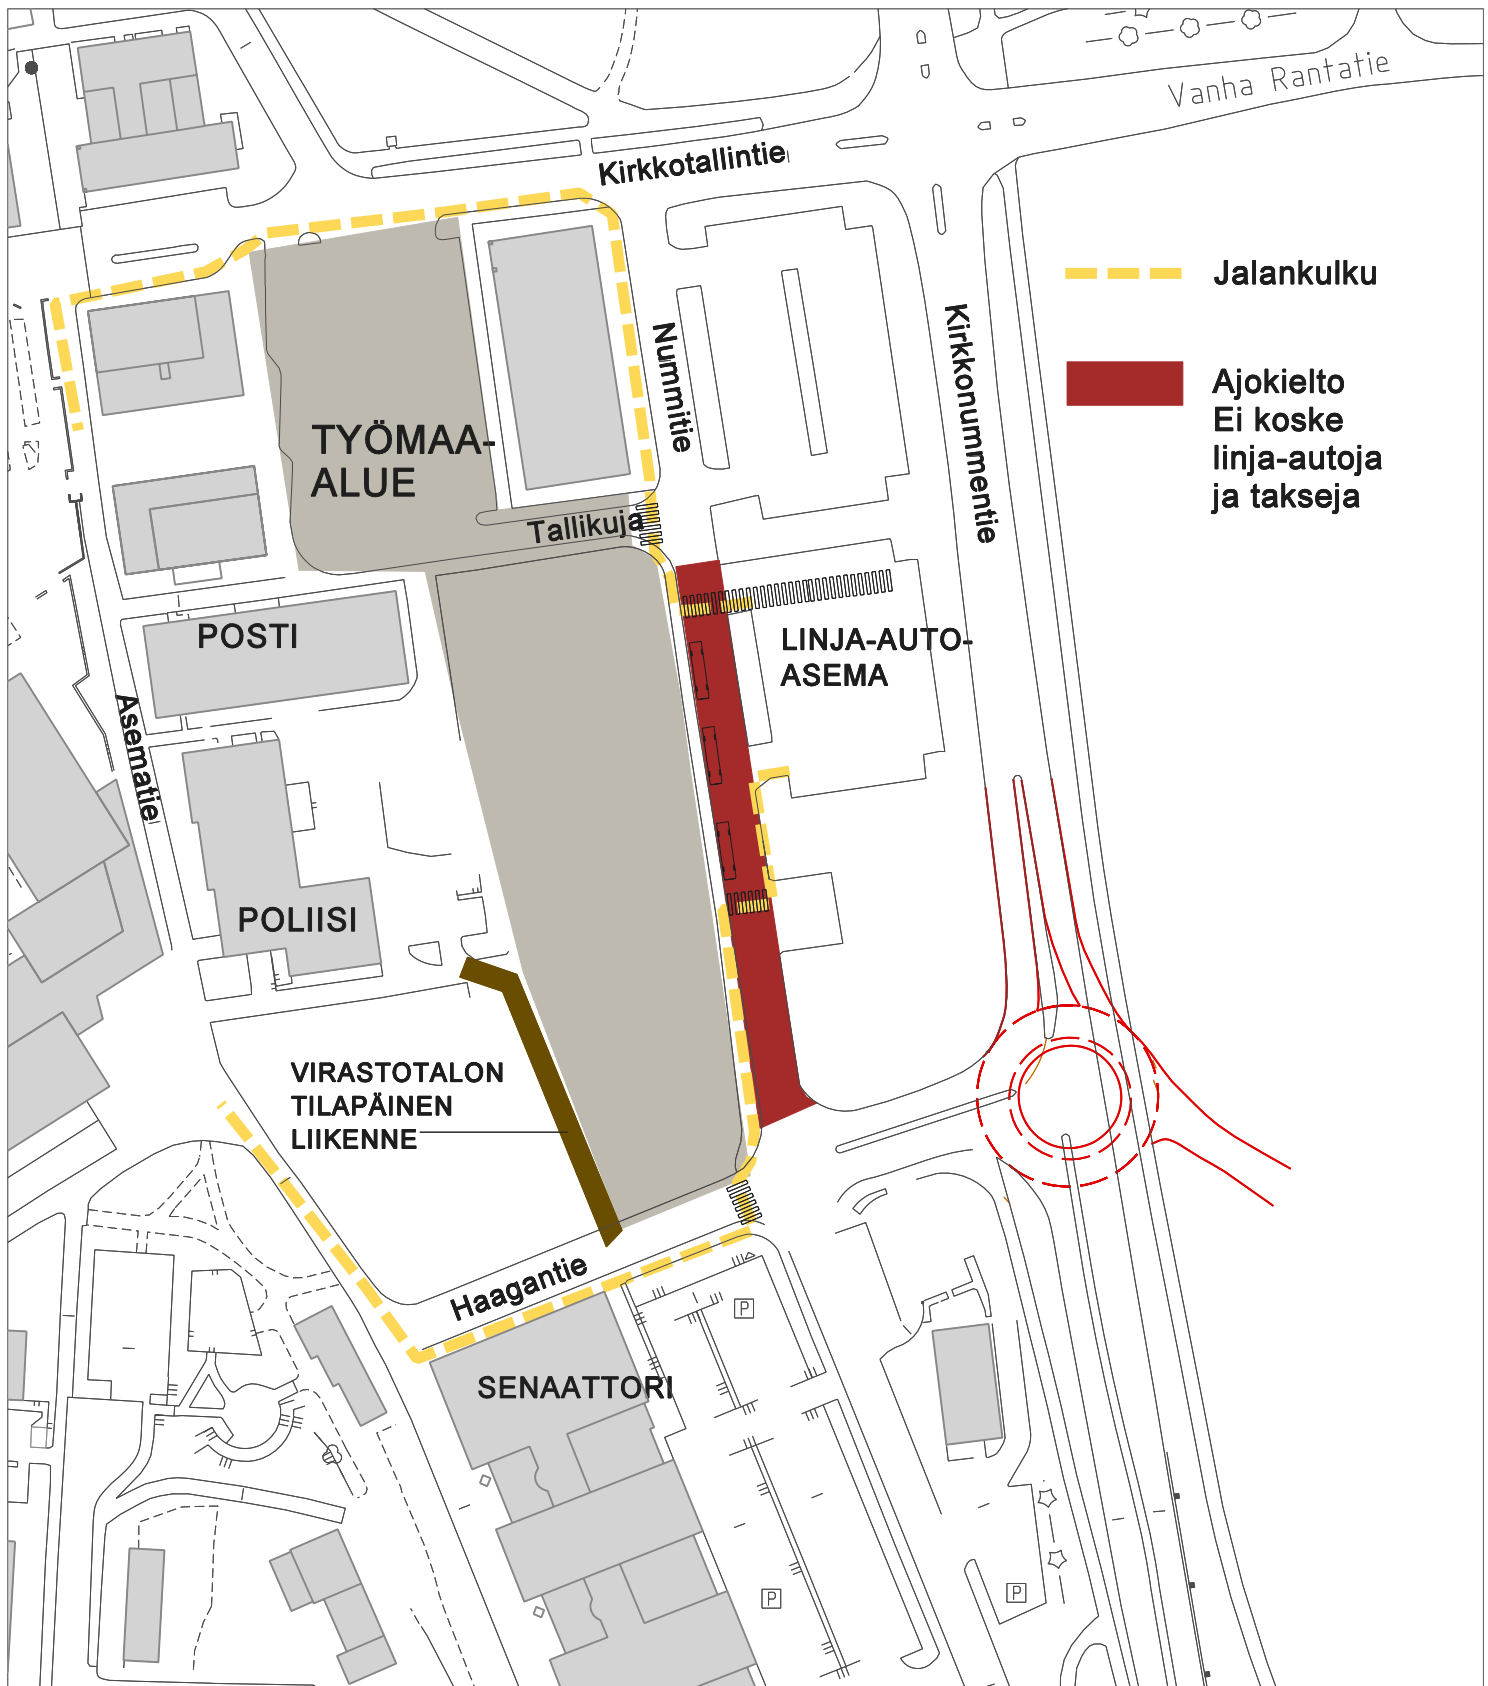 Vanha Rantatie
Kirkkotallintie
Jalankulku
Nummitie
Kirkkonummentie
Ajokielto
Ei koske
linja-autoja
ja takseja
TYÖMAA-
ALUE
Tallikuja
POSTI
LINJA-AUTO-
ASEMA
Asematie
POLIISI
VIRASTOTALON
TILAPÄINEN
LIIKENNE
Haagantie
P
SENAATTORI
P
P